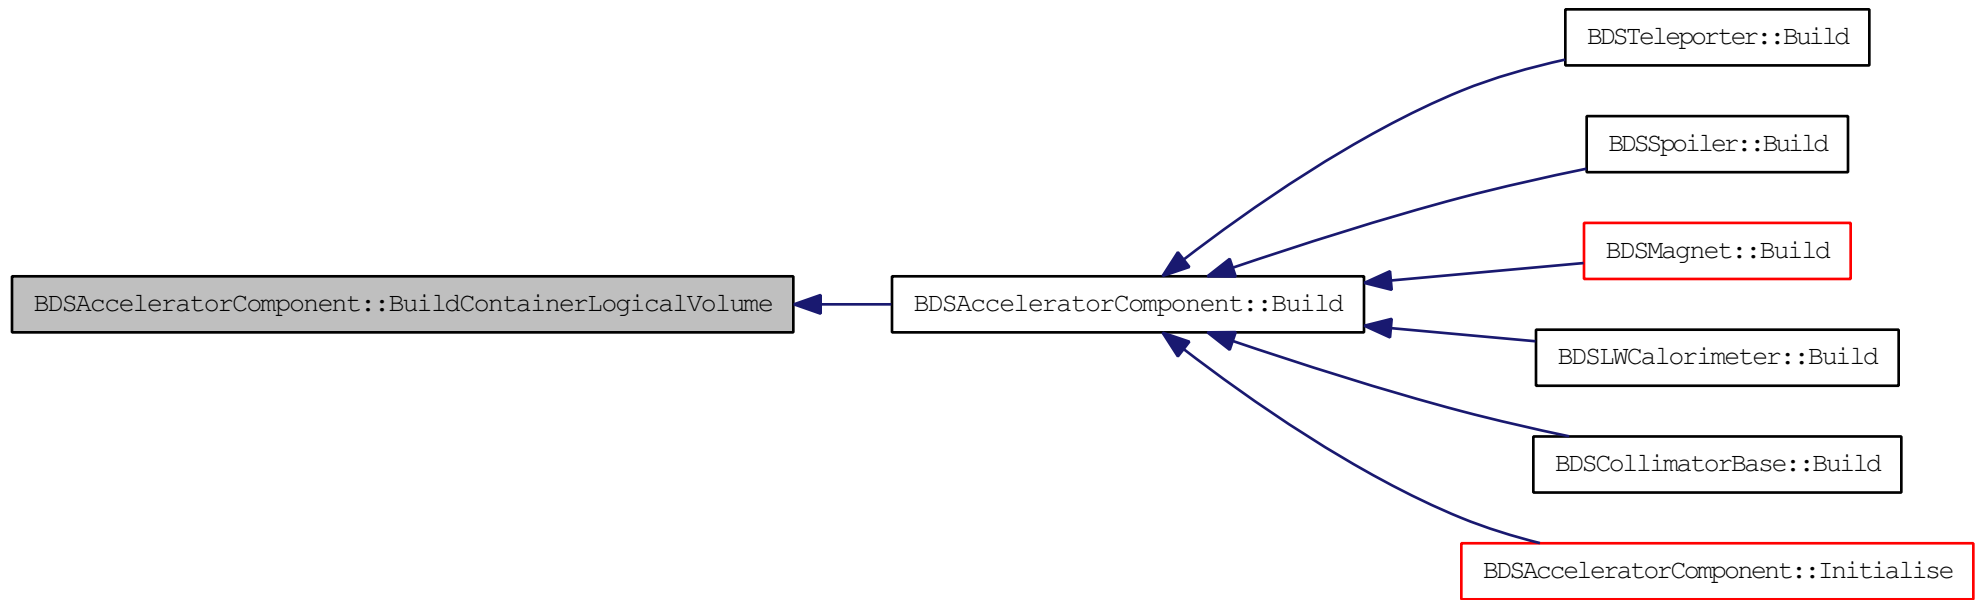 BDSTeleporter::Build
BDSSpoiler::Build
BDSMagnet::Build
BDSAcceleratorComponent::BuildContainerLogicalVolume
BDSAcceleratorComponent::Build
BDSLWCalorimeter::Build
BDSCollimatorBase::Build
BDSAcceleratorComponent::Initialise